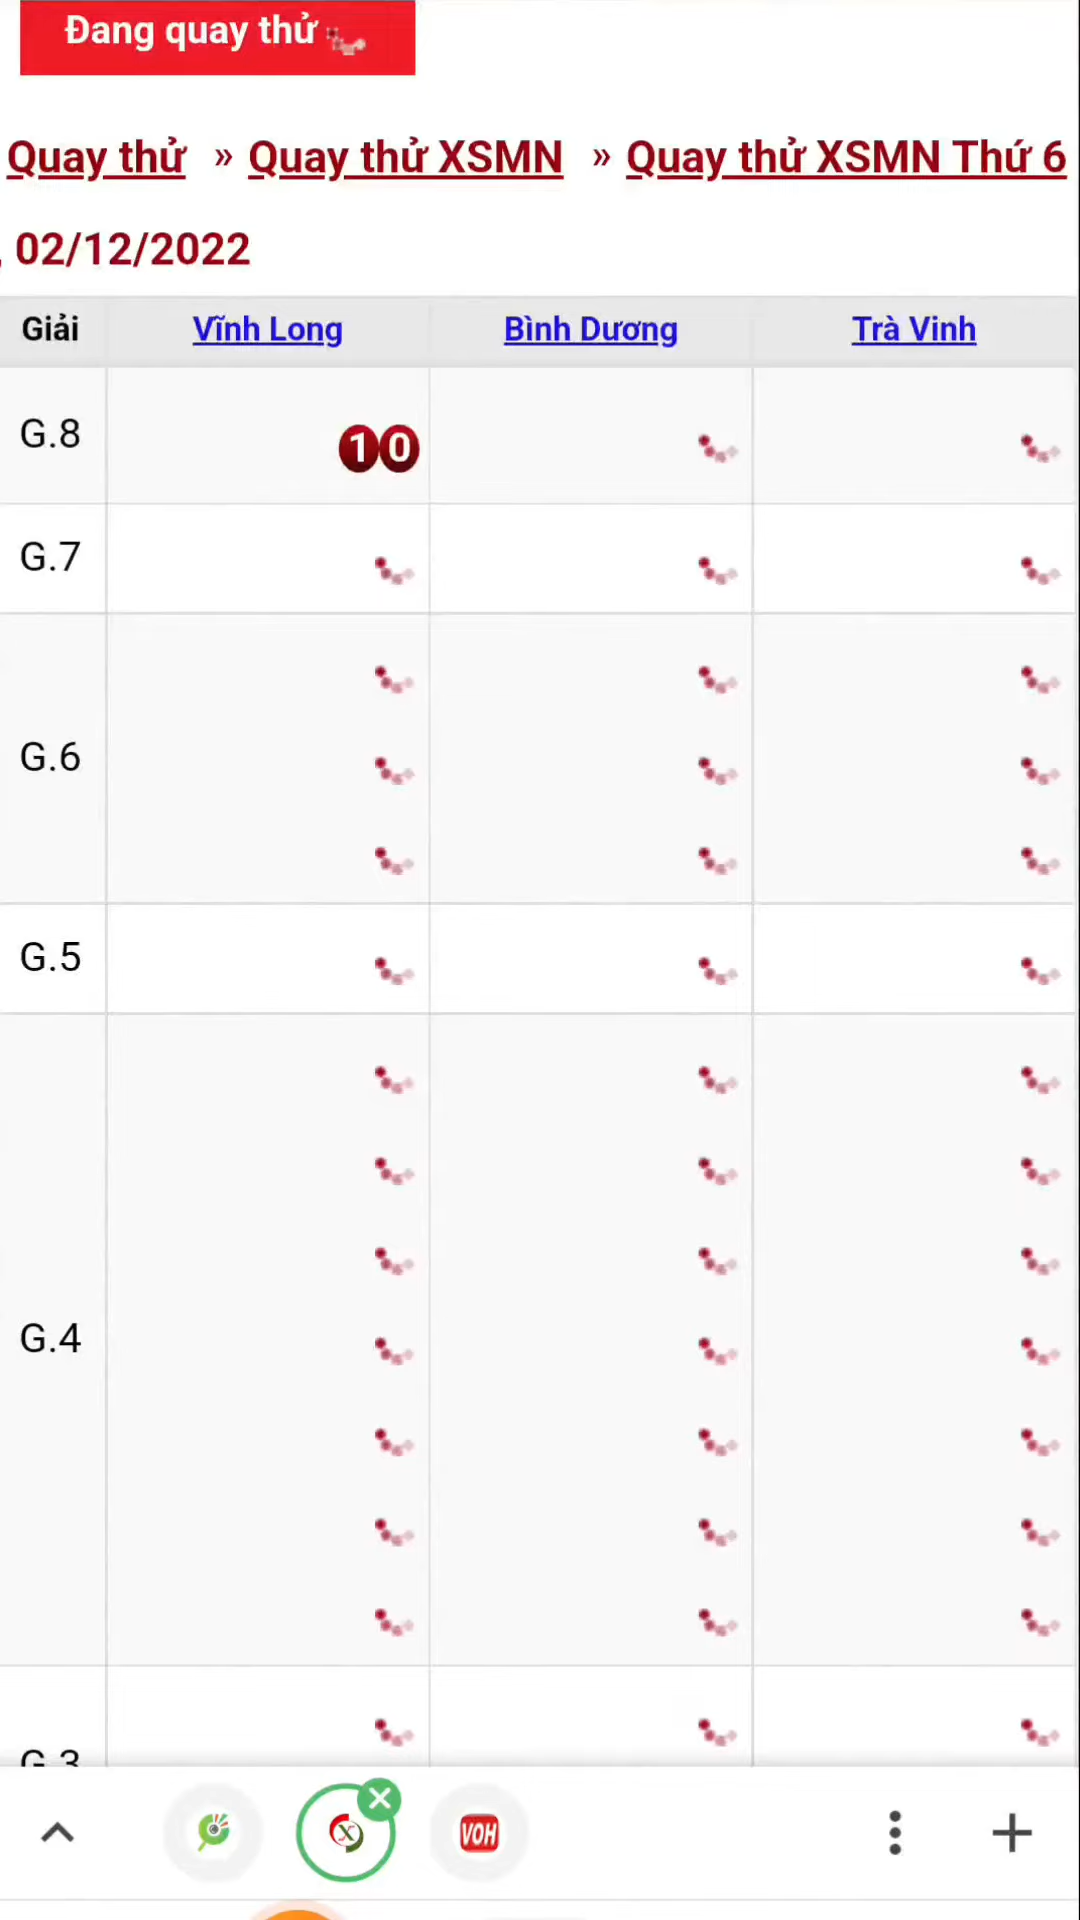 Đang quay thử
Quay thử » Quay thử XSMN » Quay thử XSMN Thứ 6
, 02/12/2022
Giải Vĩnh Long Bình Dương Trà Vinh
G.8 10
G.7
G.6
G.5
G.4
G.3
X
VOH